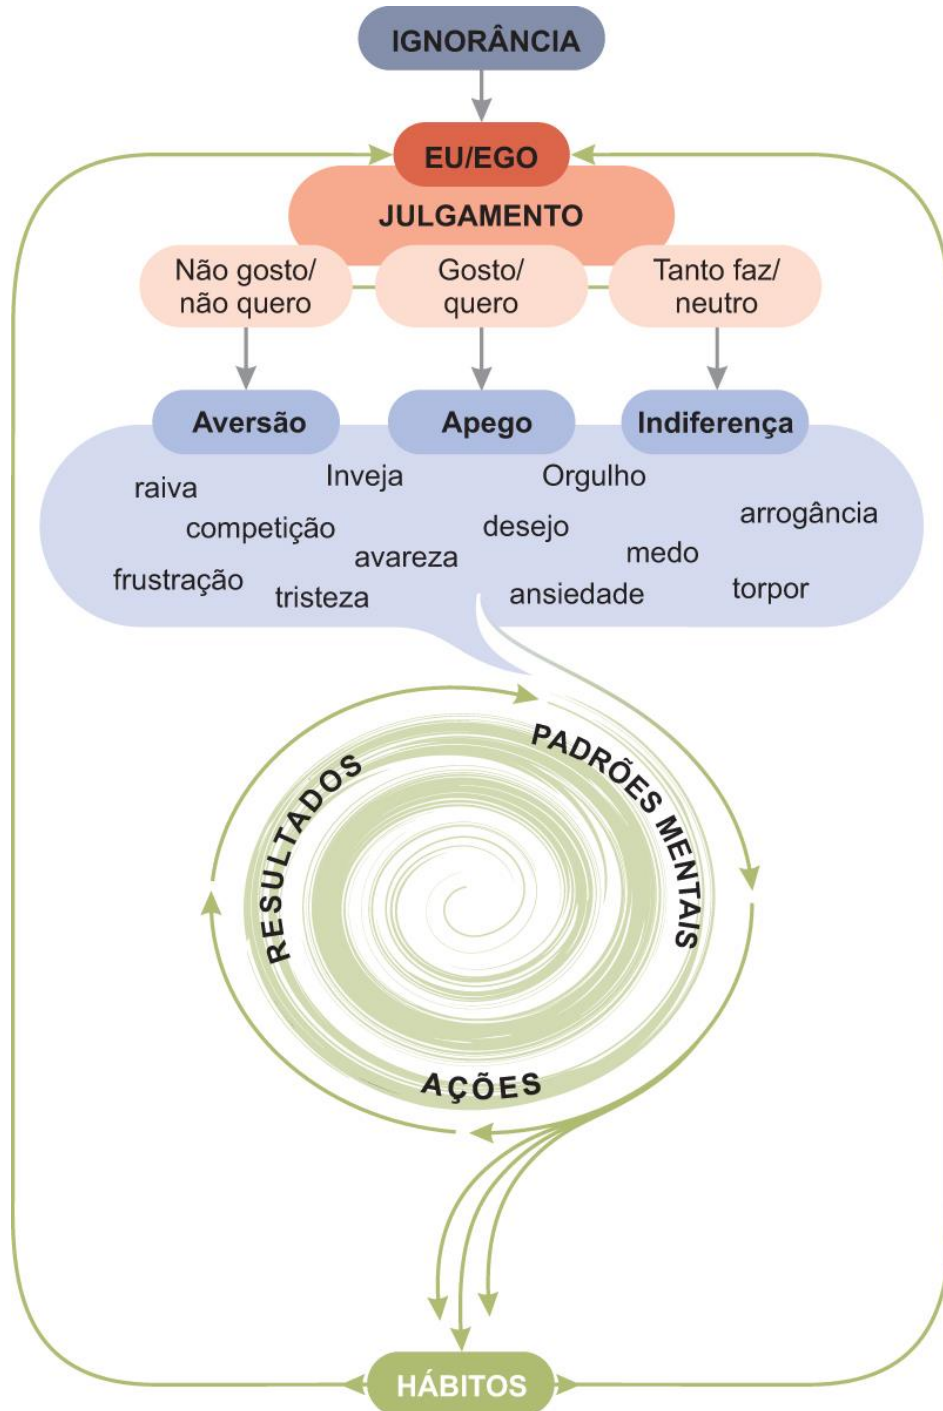 IGNORÂNCIA
EU/EGO
JULGAMENTO
Não gosto/
não quero
Gosto/
quero
Tanto faz/
neutro
Aversão
Apego
Indiferença
raiva
Inveja
Orgulho
arrogância
competição
desejo
avareza
medo
frustração
tristeza
ansiedade
torpor
PADRÕES MENTAIS
RESULTADOS
AÇÕES
HÁBITOS